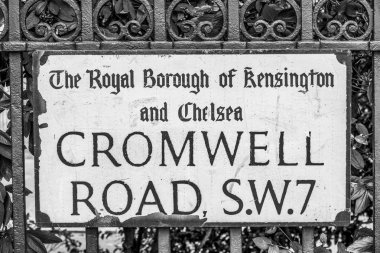 The Royal Borough of Kensington
and Chelsea
CROMWELL
ROAD, S.W.7